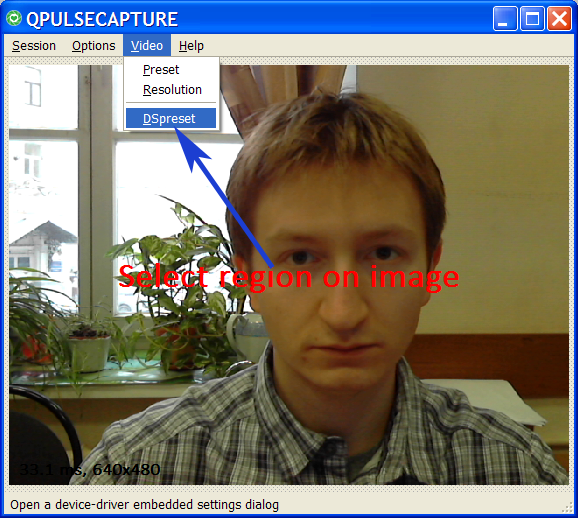 QPULSECAPTURE
Session Options Video Help
Preset
Resolution
DSpreset
Select region on image
33.1 ms, 640x480
Open a device-driver embedded settings dialog